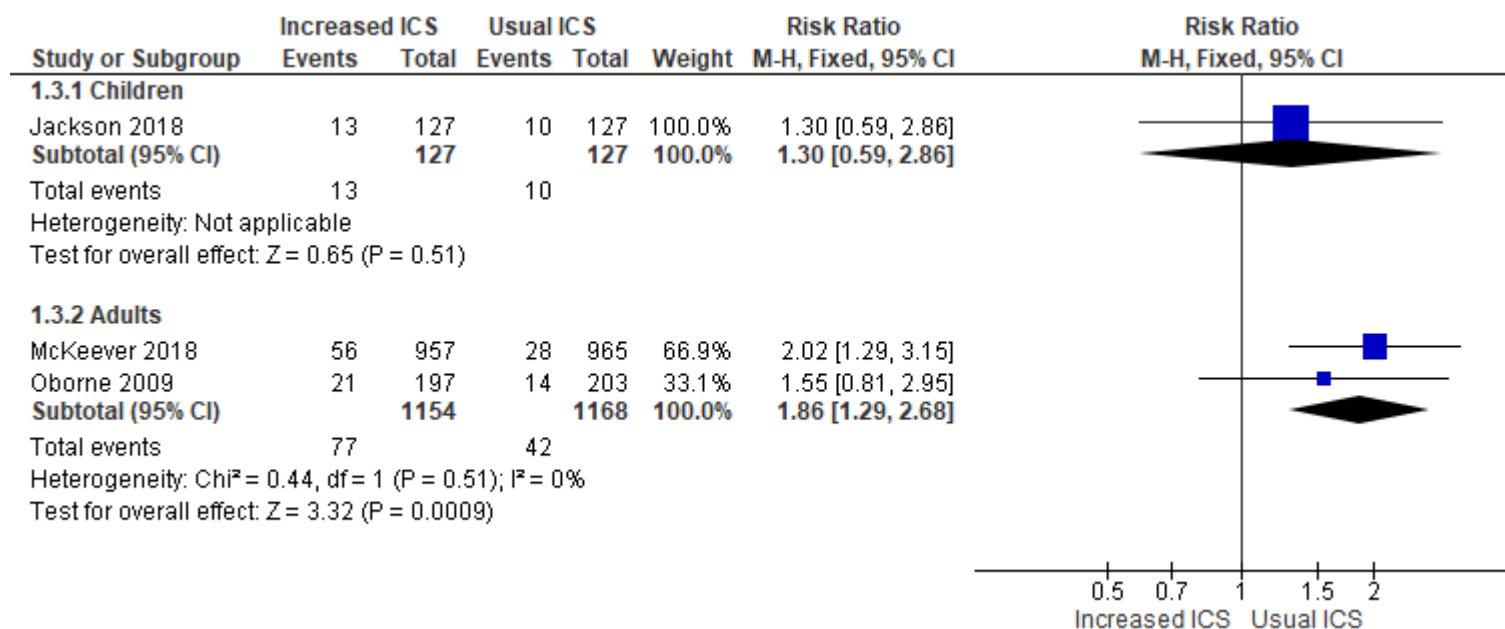 Increased ICS Usual ICS Risk Ratio Risk Ratio
Study or Subgroup Events Total Events Total Weight M-H, Fixed, 95% CI M-H, Fixed, 95% CI
1.3.1 Children
Jackson 2018 13 127 10 127 100.0% 1.30 [0.59, 2.86]
Subtotal (95% CI) 127 127 100.0% 1.30 [0.59, 2.86]
Total events 13 10
Heterogeneity: Not applicable
Test for overall effect: Z = 0.65 (P = 0.51)
1.3.2 Adults
McKeever 2018 56 957 28 965 66.9% 2.02 [1.29, 3.15]
Oborne 2009 21 197 14 203 33.1% 1.55 [0.81, 2.95]
Subtotal (95% CI) 1154 1168 100.0% 1.86 [1.29, 2.68]
Total events 77 42
Heterogeneity: Chi² = 0.44, df = 1 (P = 0.51); I² = 0%
Test for overall effect: Z = 3.32 (P = 0.0009)
0.5 0.7 1 1.5 2
Increased ICS Usual ICS